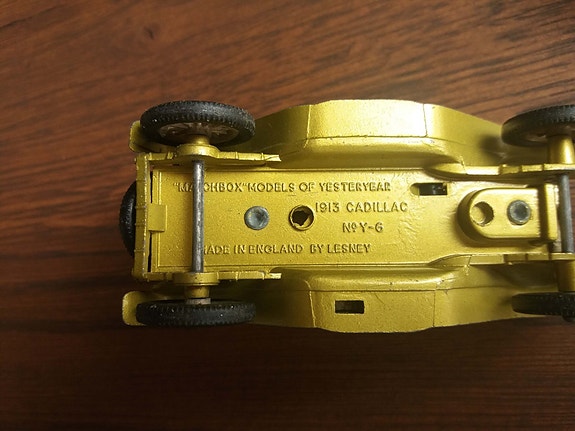 "MATCHBOX" MODELS OF YESTERYEAR
1913 CADILLAC
Nº Y-6
MADE IN ENGLAND BY LESNEY